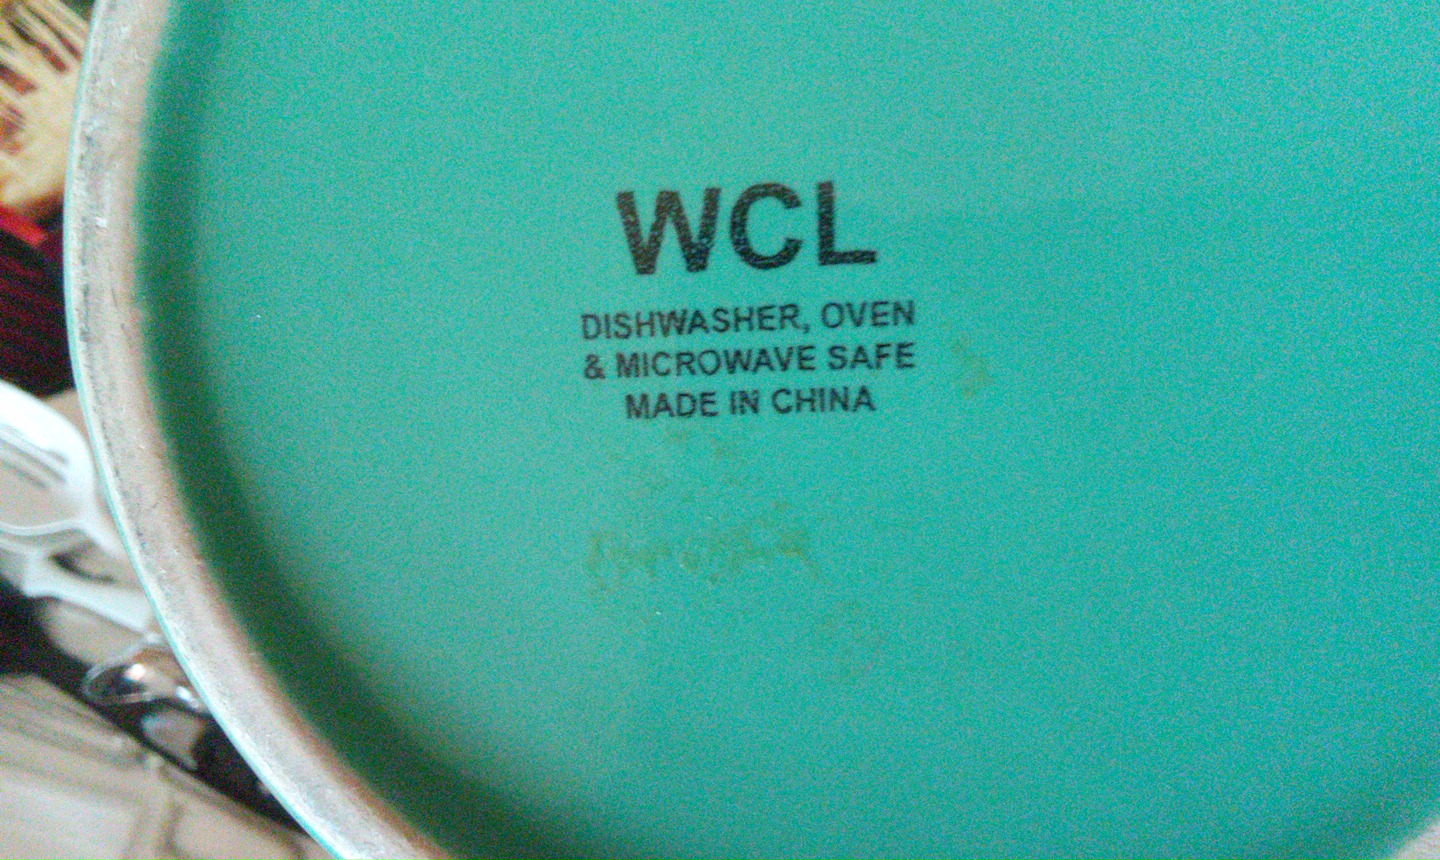 WCL
DISHWASHER, OVEN
& MICROWAVE SAFE
MADE IN CHINA